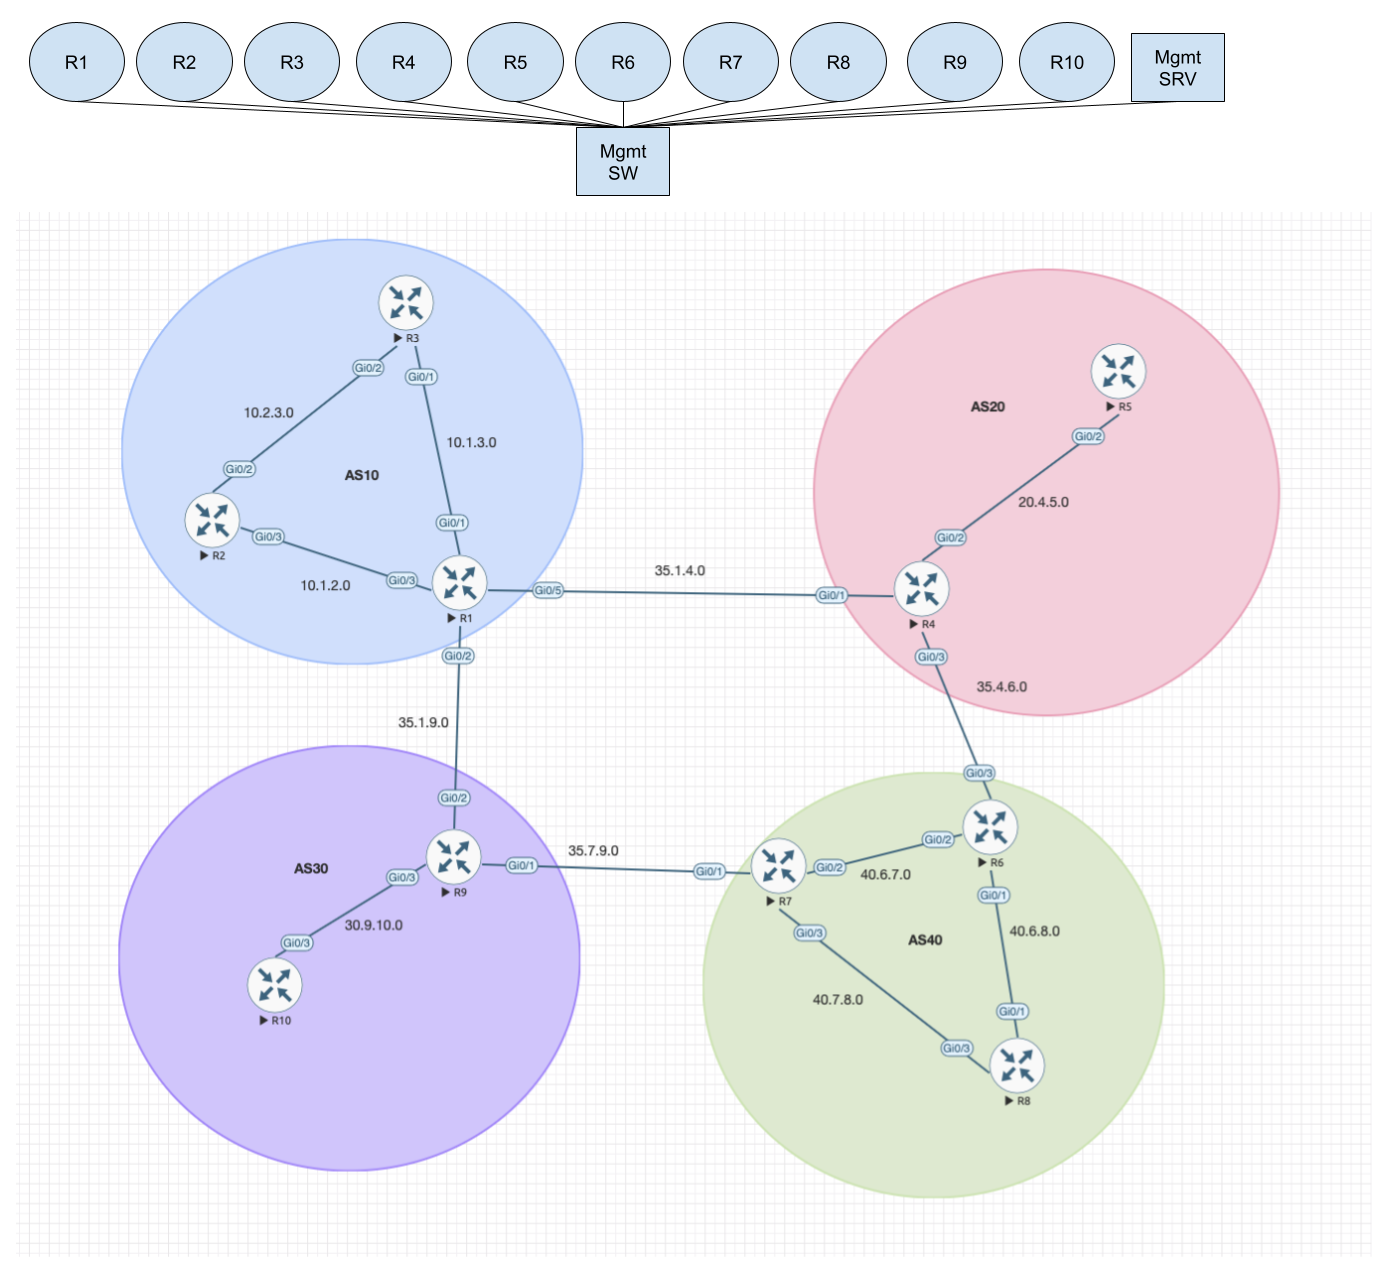 R1
R2
R3
R4
R5
R6
R7
R8
R9
R10
Mgmt
SRV
Mgmt
SW
R3
Gi0/2
Gi0/1
10.2.3.0
10.1.3.0
AS10
Gi0/2
Gi0/1
R2
Gi0/3
10.1.2.0
Gi0/3
R1
Gi0/5
35.1.4.0
Gi0/1
AS20
R5
Gi0/2
20.4.5.0
Gi0/2
R4
Gi0/3
35.4.6.0
Gi0/2
35.1.9.0
Gi0/2
AS30
R9
Gi0/3
Gi0/1
35.7.9.0
Gi0/1
30.9.10.0
Gi0/3
R10
Gi0/3
R6
Gi0/2
Gi0/2
40.6.7.0
R7
Gi0/1
Gi0/3
AS40
40.6.8.0
40.7.8.0
Gi0/1
Gi0/3
R8